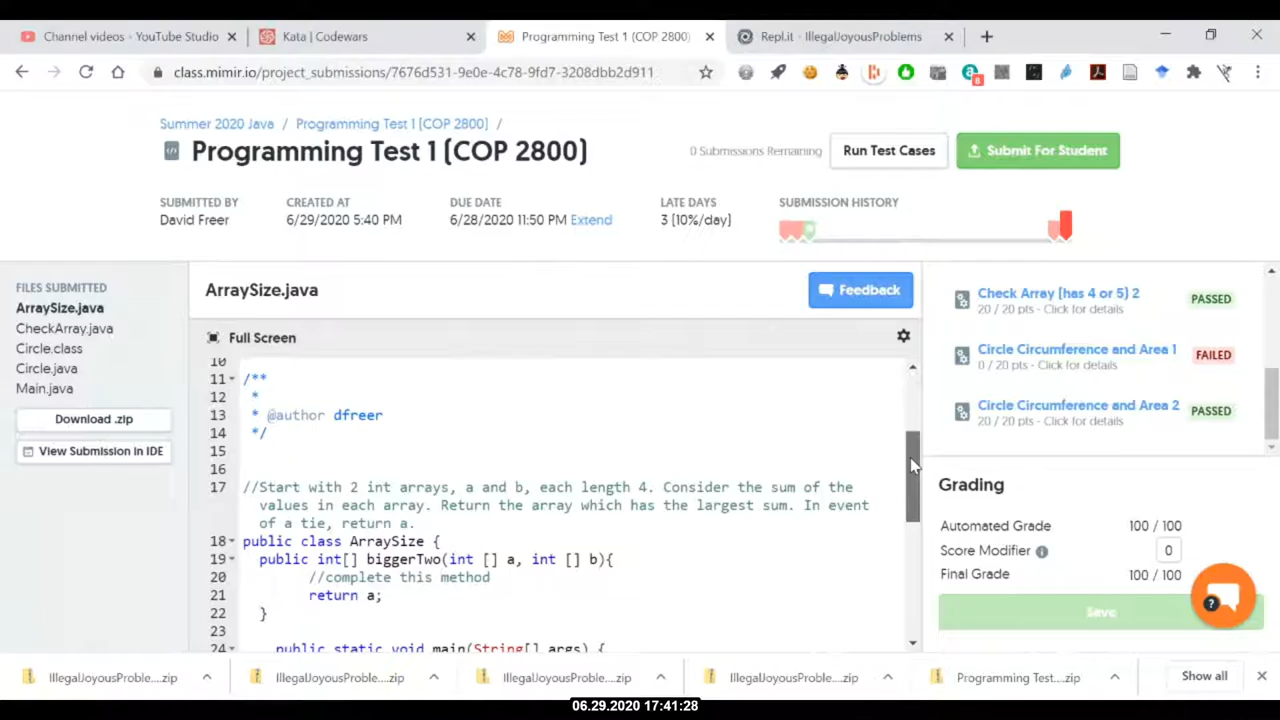 Channel videos - YouTube Studio
Kata | Codewars
Programming Test 1 (COP 2800)
Repl.it - IllegalJoyousProblems
class.mimir.io/project_submissions/7676d531-9e0e-4c78-9fd7-3208dbb2d911
8
Summer 2020 Java / Programming Test 1 (COP 2800) /
Programming Test 1 (COP 2800)
0 Submissions Remaining
Run Test Cases
Submit For Student
SUBMITTED BY
David Freer
CREATED AT
6/29/2020 5:40 PM
DUE DATE
6/28/2020 11:50 PM Extend
LATE DAYS
3 (10%/day)
SUBMISSION HISTORY
FILES SUBMITTED
ArraySize.java
CheckArray.java
Circle.class
Circle.java
Main.java
Download .zip
View Submission in IDE
ArraySize.java
Feedback
Full Screen
10
11 /**
12 *
13 * @author dfreer
14 */
15
16
17 //Start with 2 int arrays, a and b, each length 4. Consider the sum of the
values in each array. Return the array which has the largest sum. In event
of a tie, return a.
18 public class ArraySize {
19 public int[] biggerTwo(int [] a, int [] b){
20 //complete this method
21 return a;
22 }
23
24 public static void main(String[] args) {
Check Array (has 4 or 5) 2
20 / 20 pts - Click for details
PASSED
Circle Circumference and Area 1
0 / 20 pts - Click for details
FAILED
Circle Circumference and Area 2
20 / 20 pts - Click for details
PASSED
Grading
Automated Grade 100 / 100
Score Modifier 0
Final Grade 100 / 100
Save
IllegalJoyousProble....zip
IllegalJoyousProble....zip
IllegalJoyousProble....zip
IllegalJoyousProble....zip
Programming Test....zip
Show all
06.29.2020 17:41:28